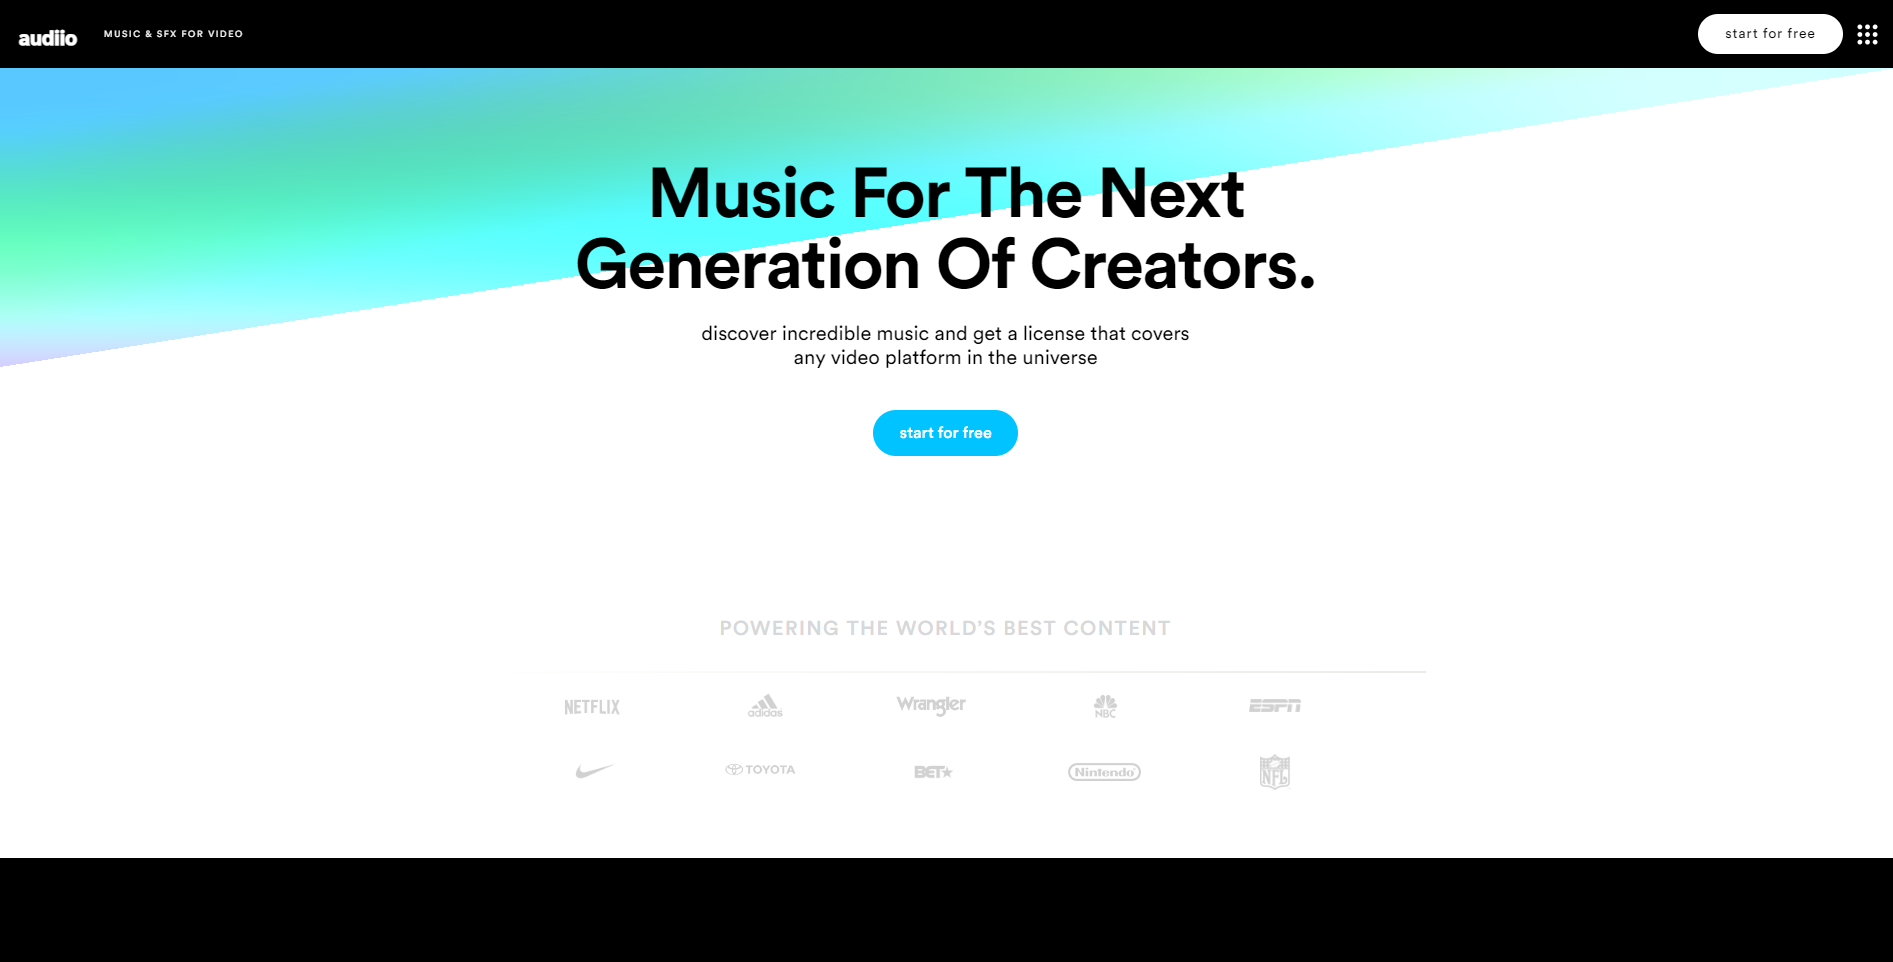 audiio
MUSIC & SFX FOR VIDEO
start for free
Music For The Next
Generation Of Creators.
discover incredible music and get a license that covers
any video platform in the universe
start for free
POWERING THE WORLD'S BEST CONTENT
NETFLIX
adidas
Wrangler
NBC
ESPN
TOYOTA
BET
Nintendo
NFL